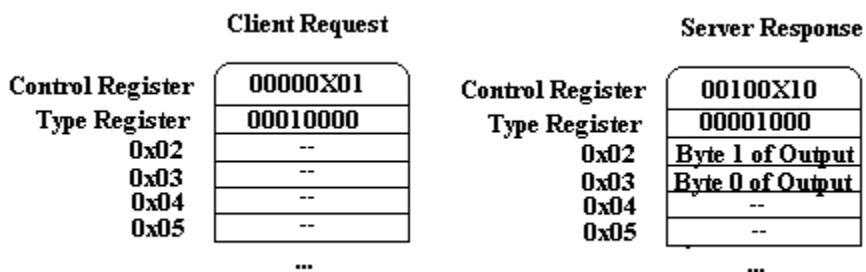 Client Request
Control Register 00000X01
Type Register 00010000
0x02 --
0x03 --
0x04 --
0x05 --
...
Server Response
Control Register 00100X10
Type Register 00001000
0x02 Byte 1 of Output
0x03 Byte 0 of Output
0x04 --
0x05 --
...